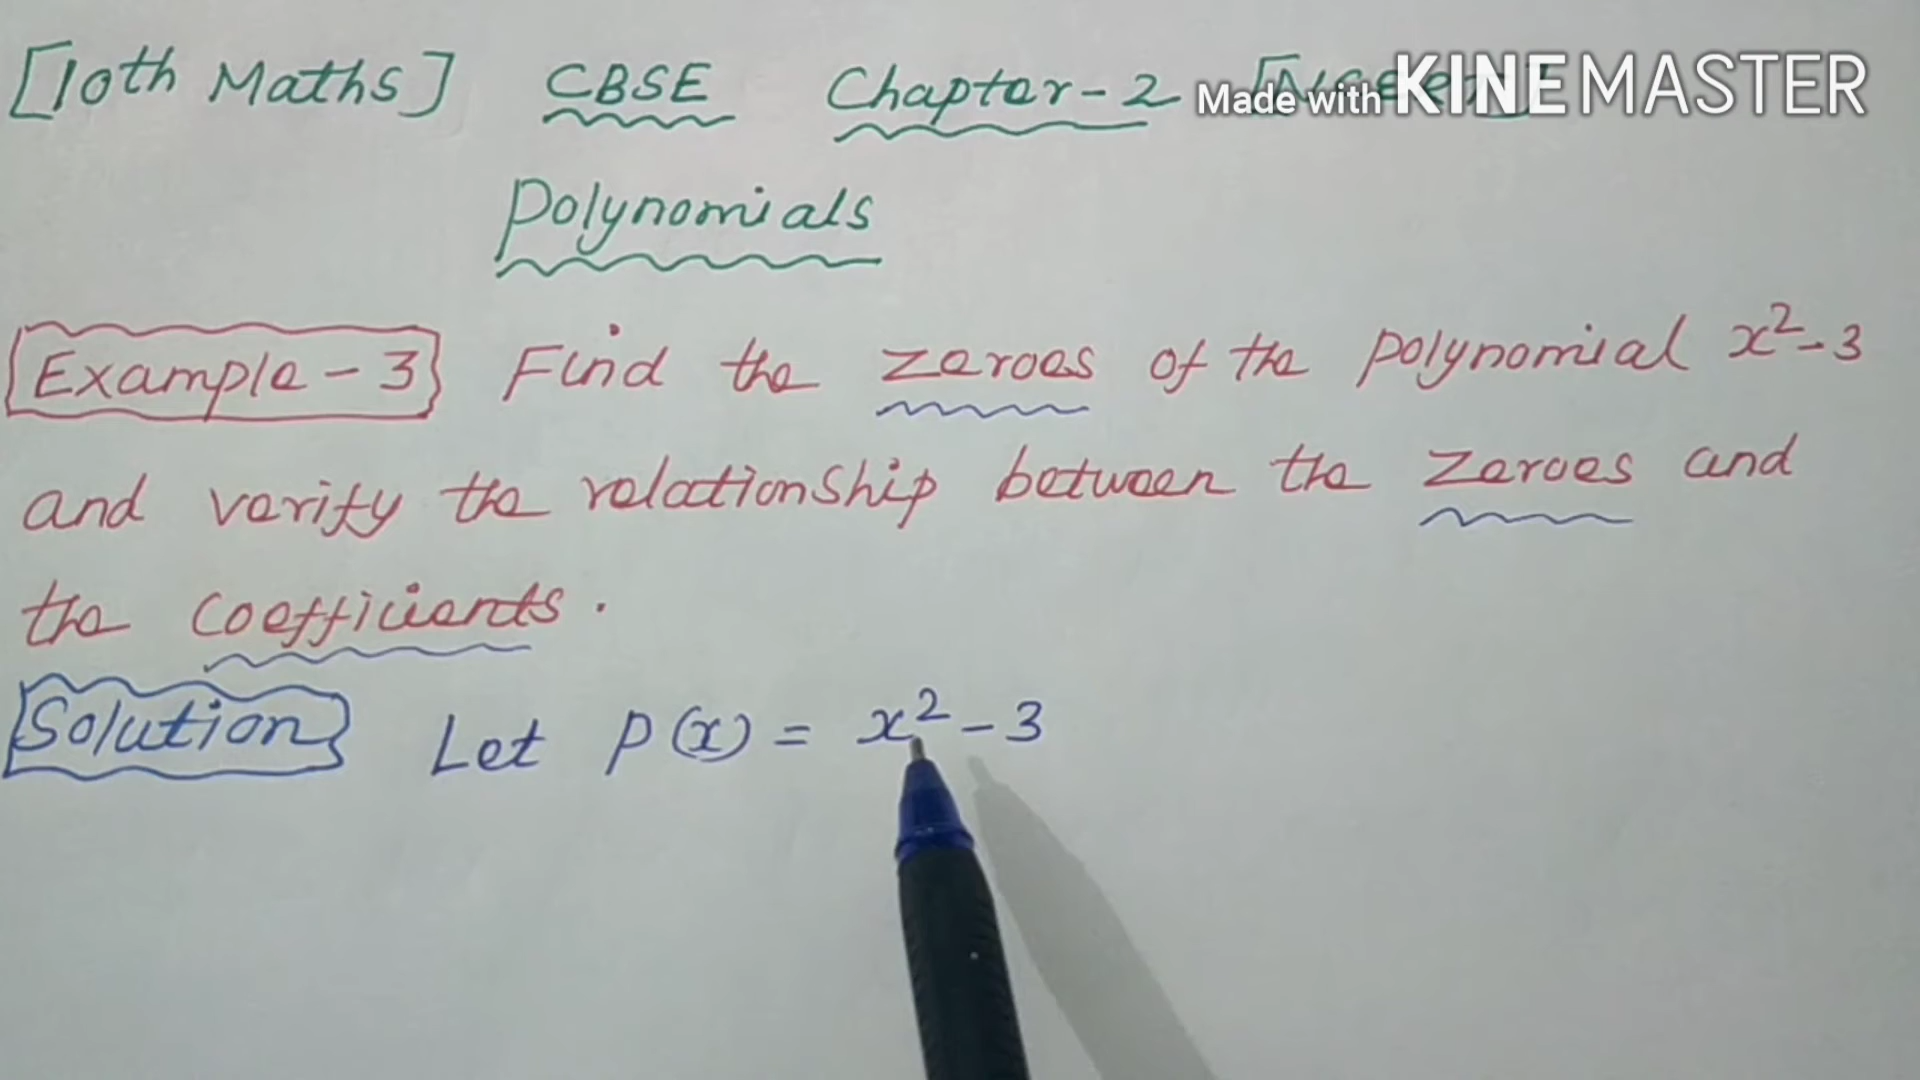 [10th Maths] CBSE Chapter-2
Made with KINEMASTER
Polynomials
Example-3 Find the zeroes of the polynomial x²-3
and verify the relationship between the zeroes and
the coefficients.
Solution Let P(x) = x²-3